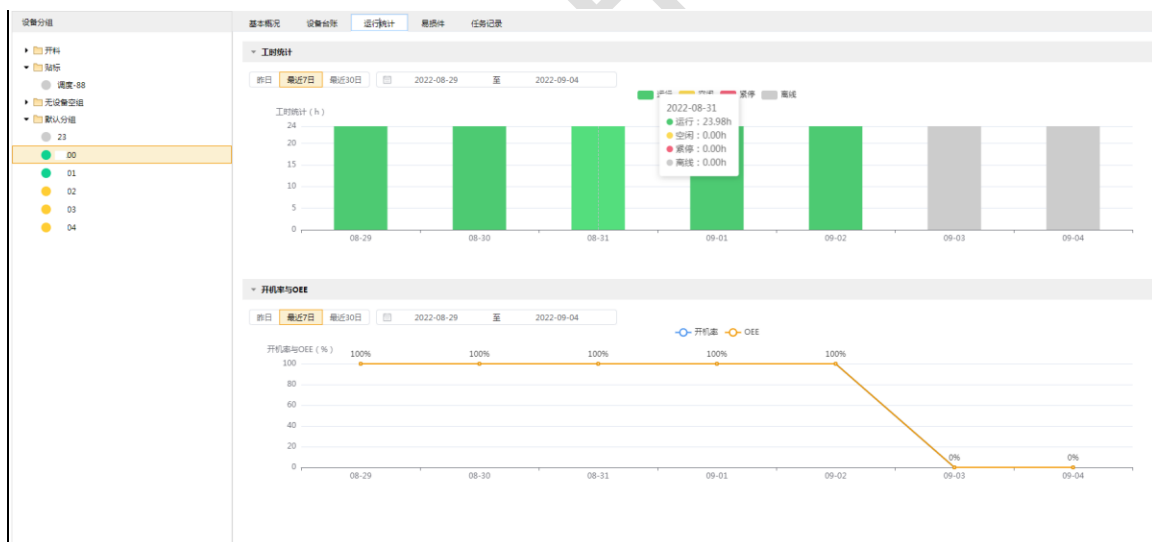 设备分组
基本概况 设备台账 运行统计 易损件 任务记录
开料
贴标
调度-88
无设备空组
默认分组
23
.00
01
02
03
04
工时统计
昨日 最近7日 最近30日 2022-08-29 至 2022-09-04
紧停 离线
工时统计（h）
2022-08-31
运行：23.98h
空闲：0.00h
紧停：0.00h
离线：0.00h
24
20
15
10
5
0
08-29 08-30 08-31 09-01 09-02 09-03 09-04
开机率与OEE
昨日 最近7日 最近30日 2022-08-29 至 2022-09-04
开机率 OEE
开机率与OEE（%）
100% 100% 100% 100% 100% 0% 0%
100
80
60
40
20
0
08-29 08-30 08-31 09-01 09-02 09-03 09-04